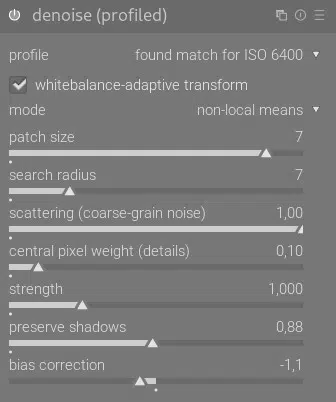 denoise (profiled)
profile found match for ISO 6400
whitebalance-adaptive transform
mode non-local means
patch size 7
search radius 7
scattering (coarse-grain noise) 1,00
central pixel weight (details) 0,10
strength 1,000
preserve shadows 0,88
bias correction -1,1